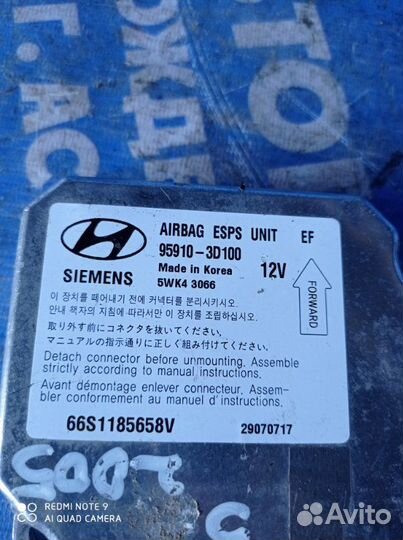 СТОГ
ОЖДЕ
Г. АС
AIRBAG ESPS UNIT EF
95910-3D100
Made in Korea
5WK4 3066
12V
SIEMENS
FORWARD
이 장치를 떼어내기 전에 커넥터를 분리시키시오.
안내 책자의 지침에 따라 이 장치를 조립하십시오.
取り外す前にコネクタを抜いてください。
マニュアルの指示通りに正しく組み付けてください。
Detach connector before unmounting. Assemble
strictly according to manual instructions.
Avant démontage enlever connecteur. Assem-
bler conformement au manuel d'instructions.
66S1185658V
29070717
REDMI NOTE 9
AI QUAD CAMERA
Avito